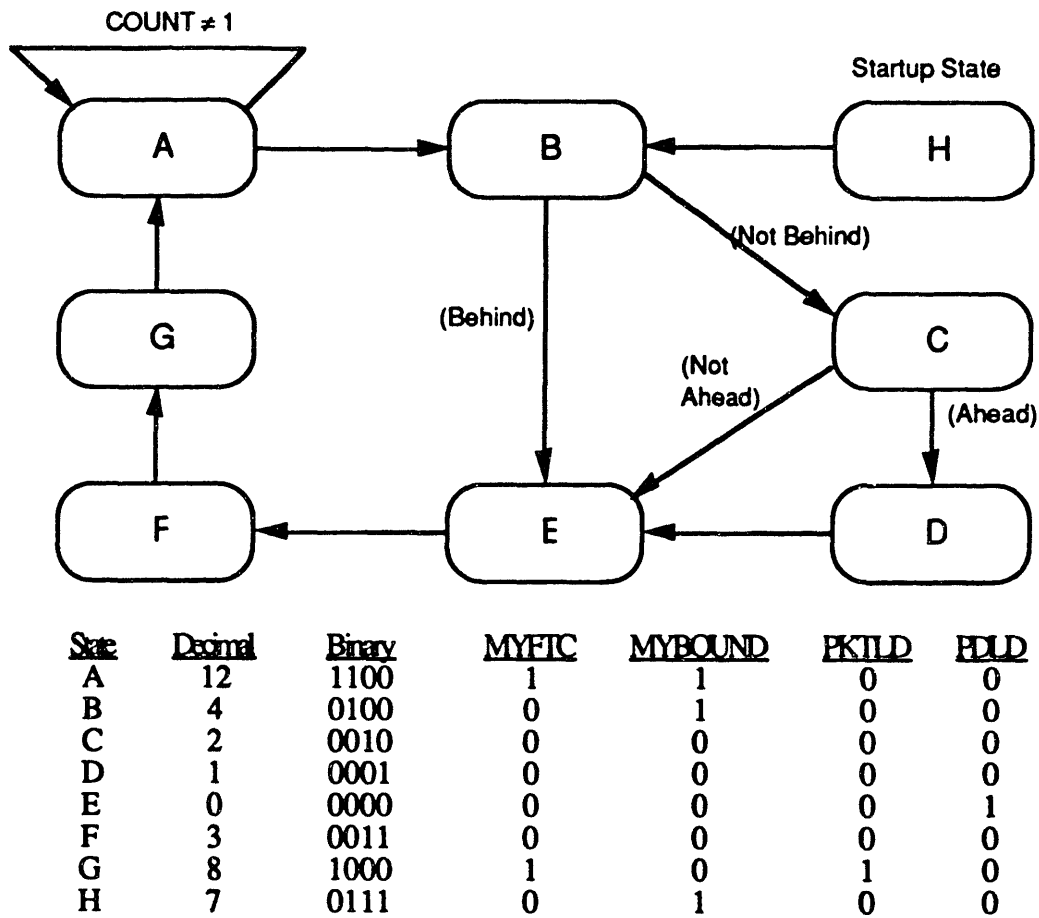 COUNT ≠ 1
Startup State
A
B
H
(Not Behind)
(Behind)
G
C
(Not
Ahead)
(Ahead)
F
E
D
State Decimal Binary MYFTC MYBOUND PKTLD PDLD
A 12 1100 1 1 0 0
B 4 0100 0 1 0 0
C 2 0010 0 0 0 0
D 1 0001 0 0 0 0
E 0 0000 0 0 0 1
F 3 0011 0 0 0 0
G 8 1000 1 0 1 0
H 7 0111 0 1 0 0